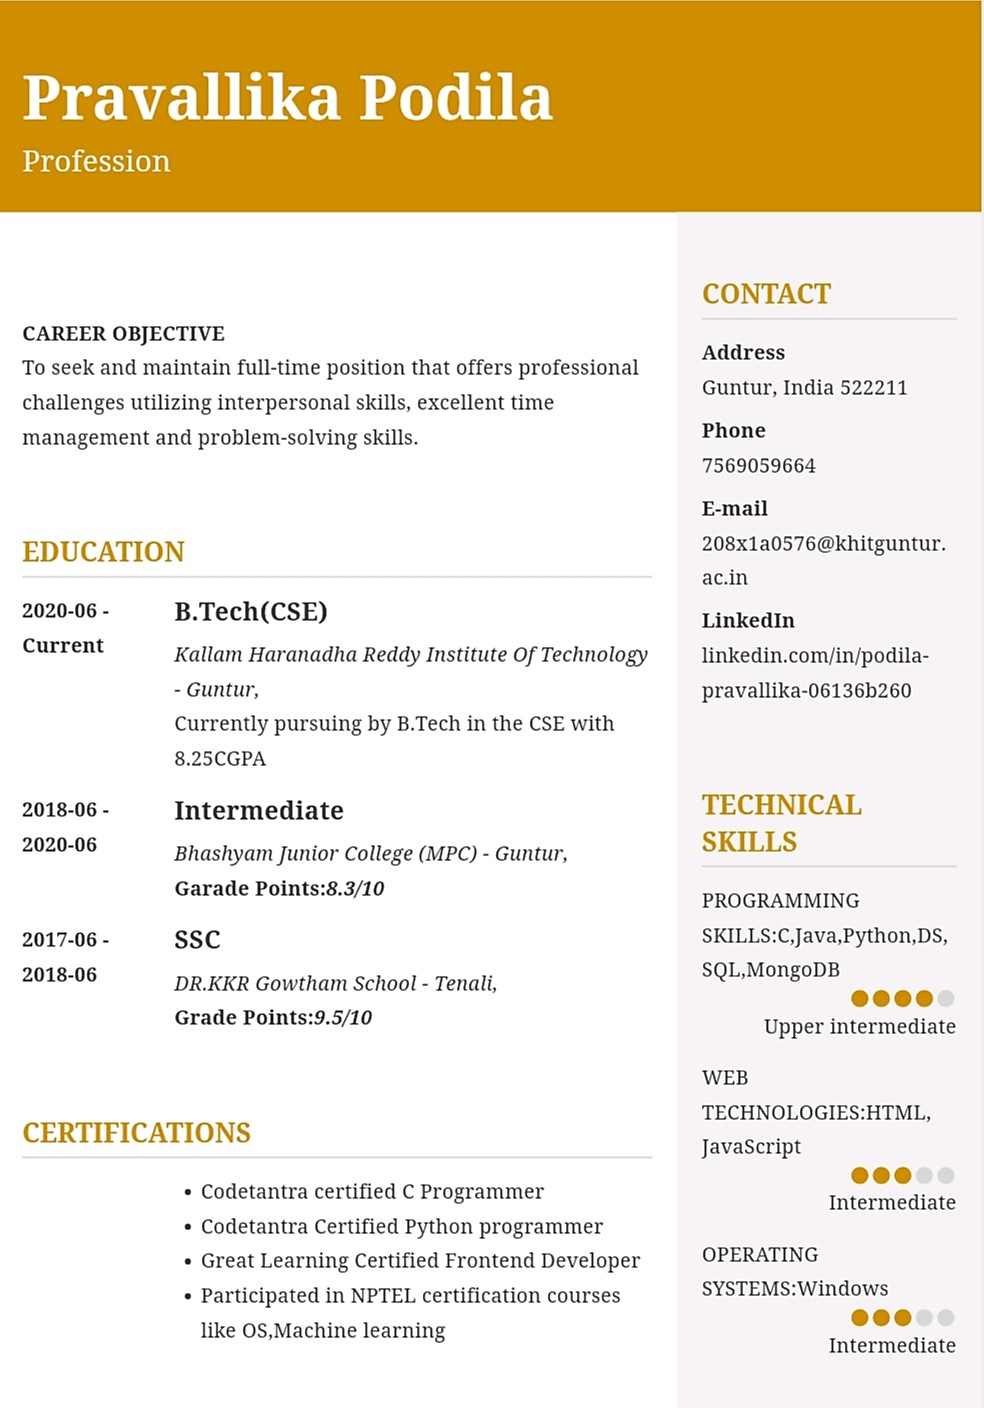 Pravallika Podila
Profession
CAREER OBJECTIVE
To seek and maintain full-time position that offers professional
challenges utilizing interpersonal skills, excellent time
management and problem-solving skills.
EDUCATION
2020-06 -
Current
B.Tech(CSE)
Kallam Haranadha Reddy Institute Of Technology
- Guntur,
Currently pursuing by B.Tech in the CSE with
8.25CGPA
2018-06 -
2020-06
Intermediate
Bhashyam Junior College (MPC) - Guntur,
Garade Points:8.3/10
2017-06 -
2018-06
SSC
DR.KKR Gowtham School - Tenali,
Grade Points:9.5/10
CERTIFICATIONS
• Codetantra certified C Programmer
• Codetantra Certified Python programmer
• Great Learning Certified Frontend Developer
• Participated in NPTEL certification courses
like OS,Machine learning
CONTACT
Address
Guntur, India 522211
Phone
7569059664
E-mail
208x1a0576@khitguntur.
ac.in
LinkedIn
linkedin.com/in/podila-
pravallika-06136b260
TECHNICAL
SKILLS
PROGRAMMING
SKILLS:C,Java,Python,DS,
SQL,MongoDB
Upper intermediate
WEB
TECHNOLOGIES:HTML,
JavaScript
Intermediate
OPERATING
SYSTEMS:Windows
Intermediate